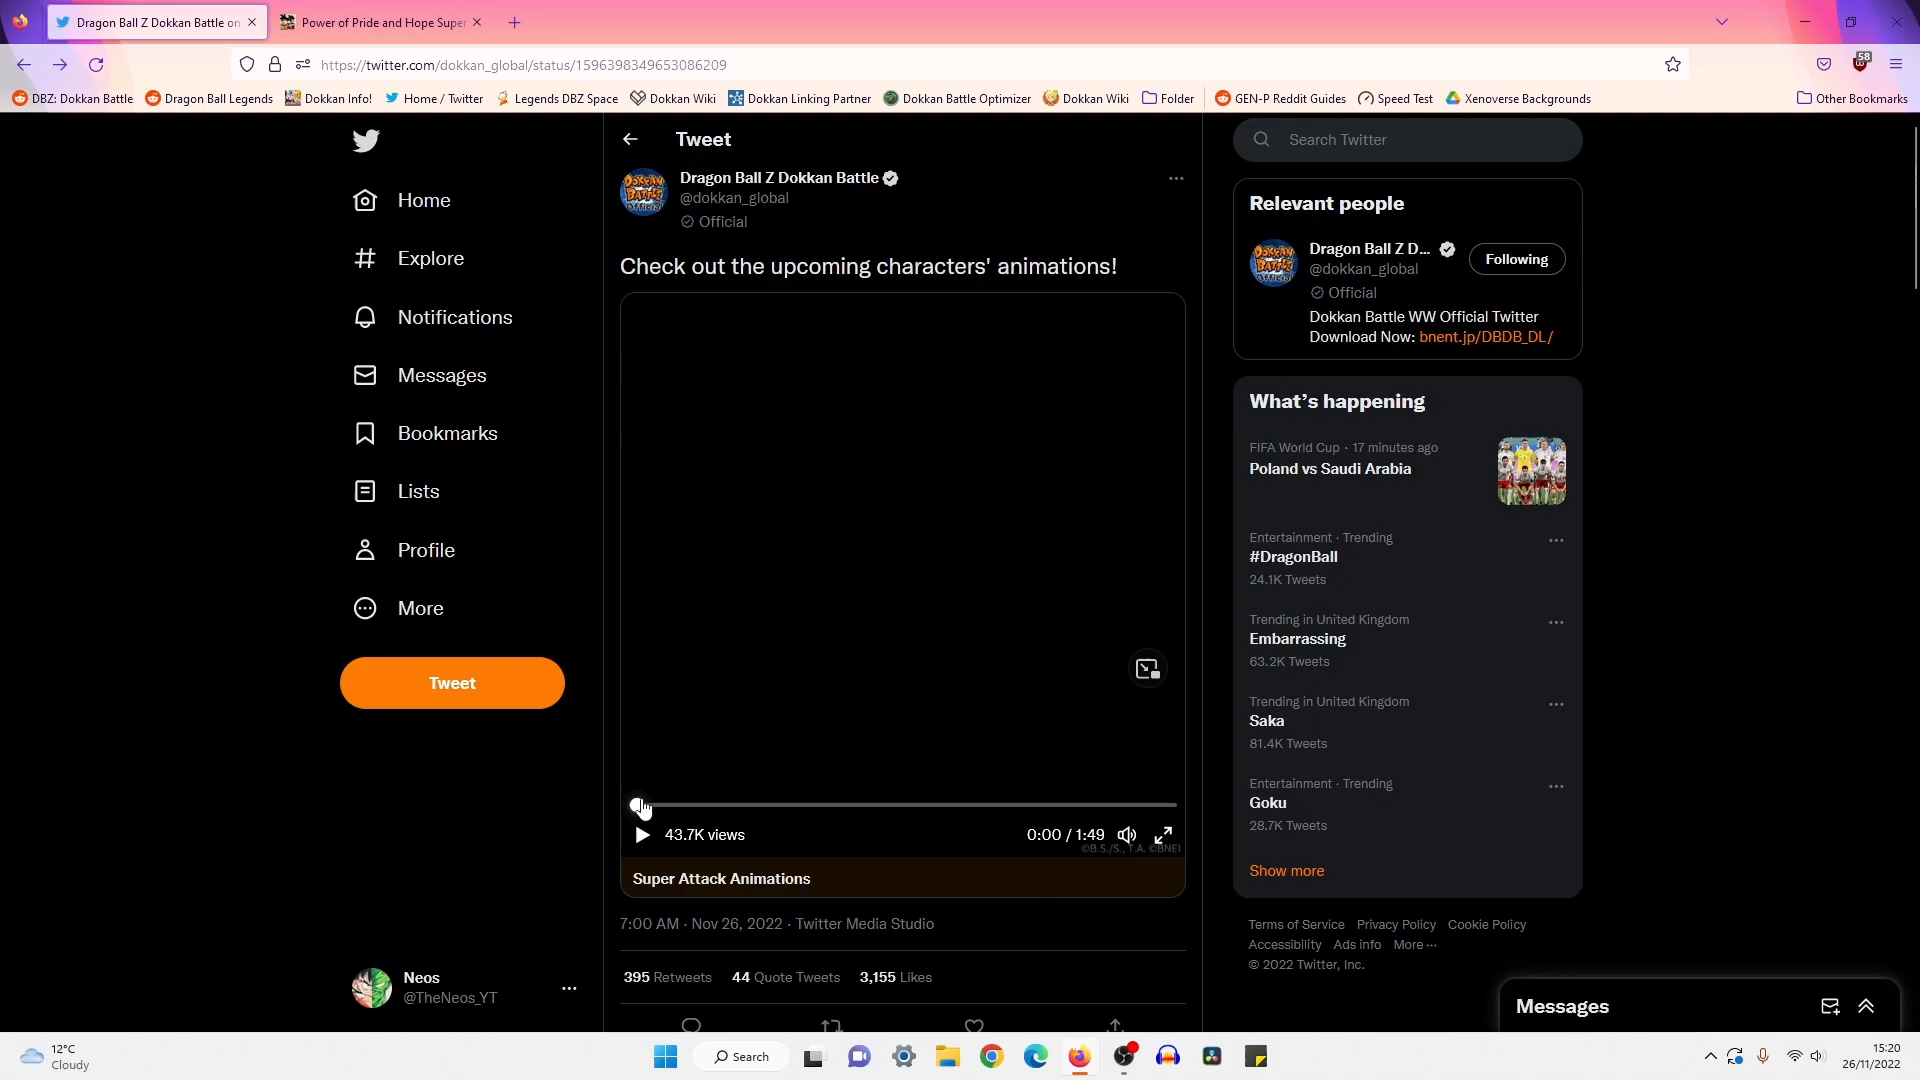 Dragon Ball Z Dokkan Battle on
Power of Pride and Hope Super
https://twitter.com/dokkan_global/status/1596398349653086209
58
DBZ: Dokkan Battle
Dragon Ball Legends
Dokkan Info!
Home / Twitter
Legends DBZ Space
Dokkan Wiki
Dokkan Linking Partner
Dokkan Battle Optimizer
Dokkan Wiki
Folder
GEN-P Reddit Guides
Speed Test
Xenoverse Backgrounds
Other Bookmarks
Home
Explore
Notifications
Messages
Bookmarks
Lists
Profile
More
Tweet
Neos
@TheNeos_YT
Tweet
DOKKAN BATTLE Official
Dragon Ball Z Dokkan Battle
@dokkan_global
Official
Check out the upcoming characters' animations!
43.7K views
0:00 / 1:49
©B.S./S., T.A. ©BNEI
Super Attack Animations
7:00 AM · Nov 26, 2022 · Twitter Media Studio
395 Retweets
44 Quote Tweets
3,155 Likes
Search Twitter
Relevant people
DOKKAN BATTLE Official
Dragon Ball Z D...
@dokkan_global
Official
Following
Dokkan Battle WW Official Twitter
Download Now: bnent.jp/DBDB_DL/
What's happening
FIFA World Cup · 17 minutes ago
Poland vs Saudi Arabia
Entertainment · Trending
#DragonBall
24.1K Tweets
Trending in United Kingdom
Embarrassing
63.2K Tweets
Trending in United Kingdom
Saka
81.4K Tweets
Entertainment · Trending
Goku
28.7K Tweets
Show more
Terms of Service Privacy Policy Cookie Policy
Accessibility Ads info More ···
© 2022 Twitter, Inc.
Messages
12°C
Cloudy
Search
15:20
26/11/2022